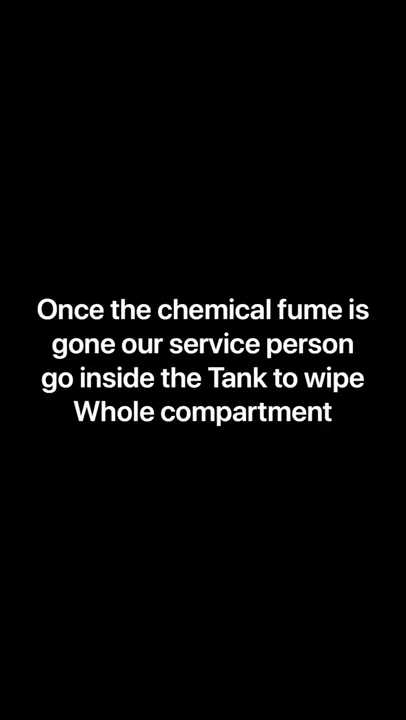 Once the chemical fume is
gone our service person
go inside the Tank to wipe
Whole compartment